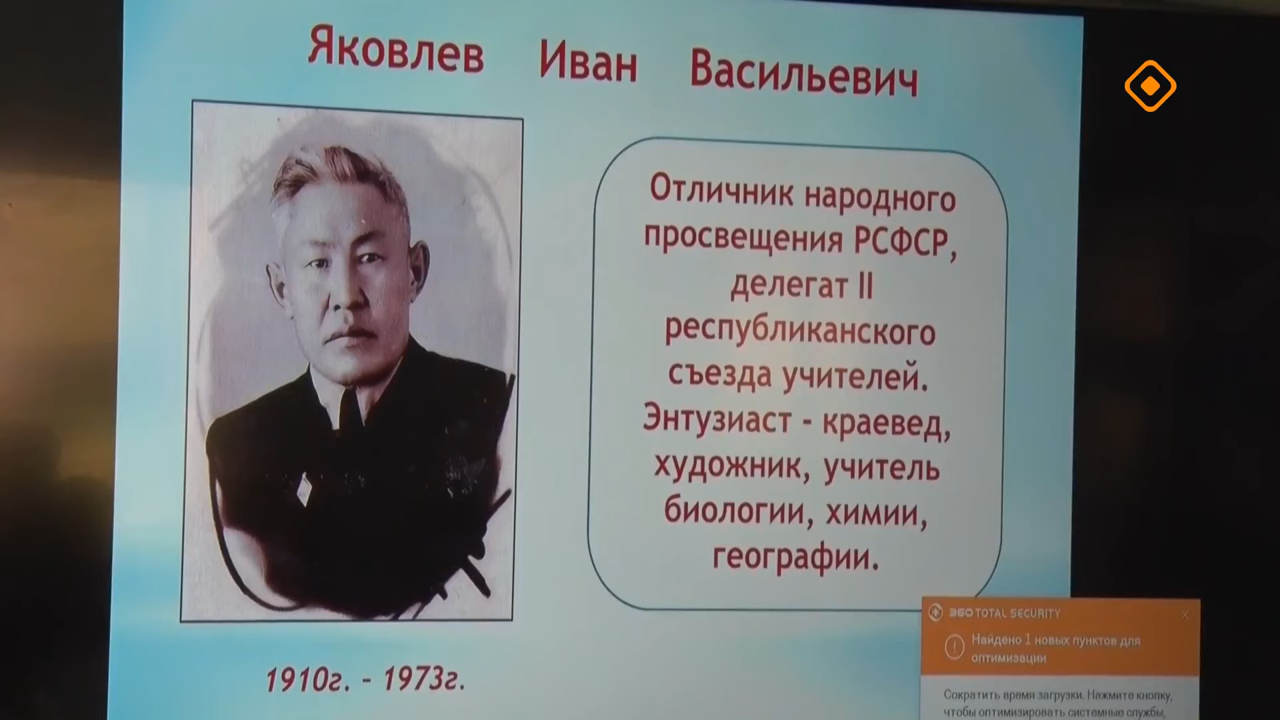 Яковлев Иван Васильевич
Отличник народного
просвещения РСФСР,
делегат II
республиканского
съезда учителей.
Энтузиаст - краевед,
художник, учитель
биологии, химии,
географии.
1910г. - 1973г.
360 TOTAL SECURITY
Найдено 1 новых пунктов для
оптимизации
Сократить время загрузки. Нажмите кнопку,
чтобы оптимизировать системные службы,